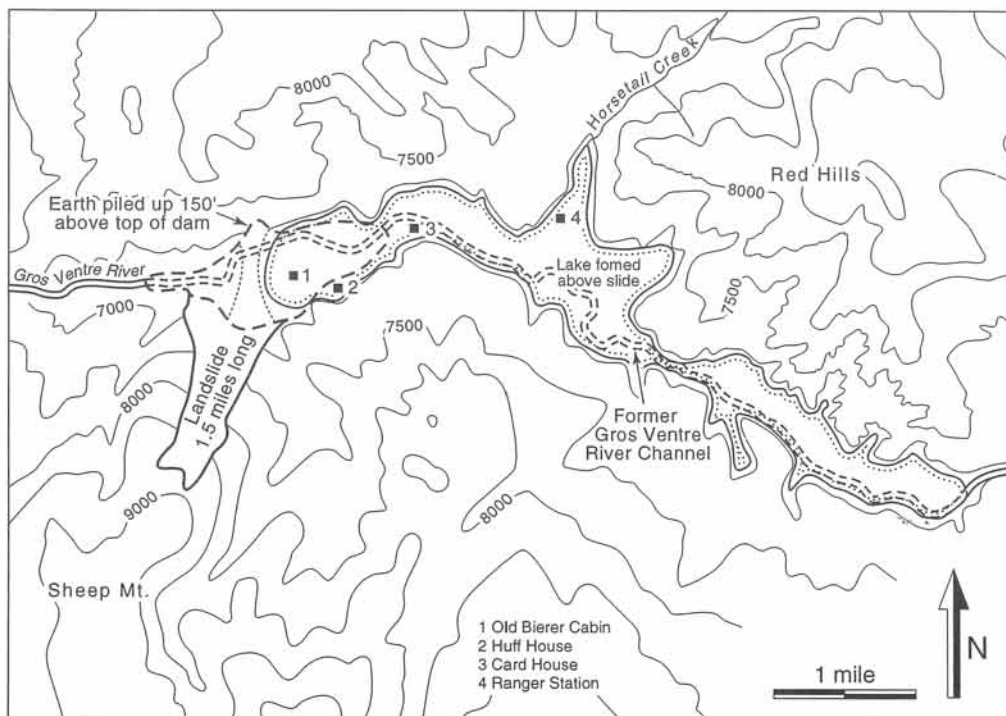 8000
8000
7500
Horsetail Creek
8000
Red Hills
Earth piled up 150'
above top of dam
3
4
Gros Ventre River
1
2
Lake fomed
above slide
7000
7500
7500
Landslide
1.5 miles long
8000
Former
Gros Ventre
River Channel
9000
8000
Sheep Mt.
1 Old Bierer Cabin
2 Huff House
3 Card House
4 Ranger Station
1 mile
N